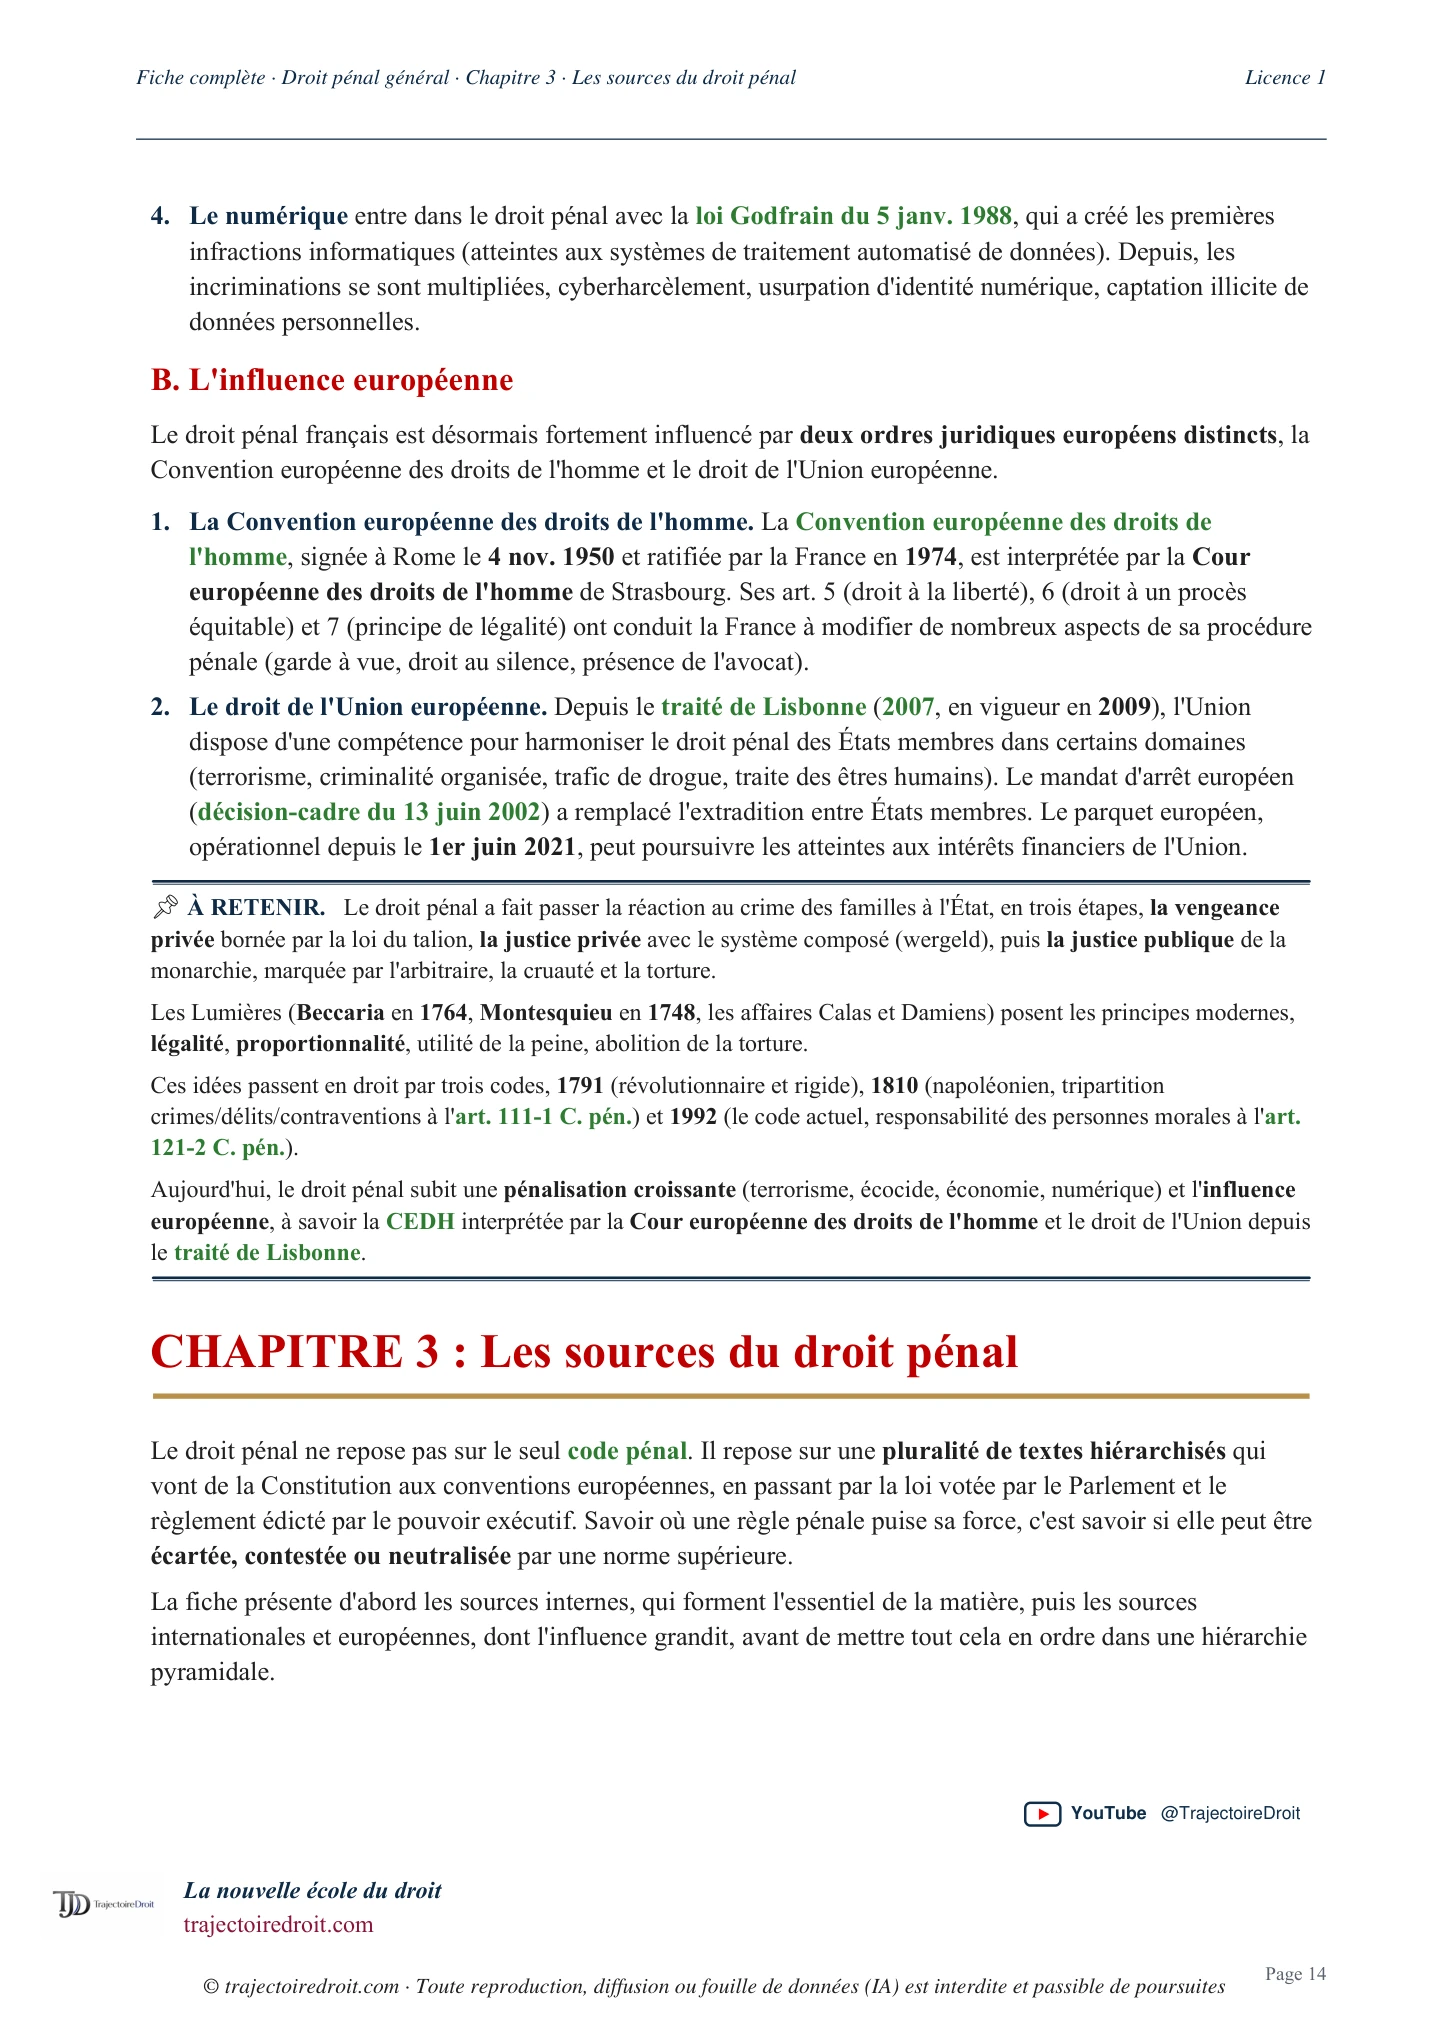 Fiche complète · Droit pénal général · Chapitre 3 · Les sources du droit pénal
Licence 1
4. Le numérique entre dans le droit pénal avec la loi Godfrain du 5 janv. 1988, qui a créé les premières
infractions informatiques (atteintes aux systèmes de traitement automatisé de données). Depuis, les
incriminations se sont multipliées, cyberharcèlement, usurpation d'identité numérique, captation illicite de
données personnelles.
B. L'influence européenne
Le droit pénal français est désormais fortement influencé par deux ordres juridiques européens distincts, la
Convention européenne des droits de l'homme et le droit de l'Union européenne.
1. La Convention européenne des droits de l'homme. La Convention européenne des droits de
l'homme, signée à Rome le 4 nov. 1950 et ratifiée par la France en 1974, est interprétée par la Cour
européenne des droits de l'homme de Strasbourg. Ses art. 5 (droit à la liberté), 6 (droit à un procès
équitable) et 7 (principe de légalité) ont conduit la France à modifier de nombreux aspects de sa procédure
pénale (garde à vue, droit au silence, présence de l'avocat).
2. Le droit de l'Union européenne. Depuis le traité de Lisbonne (2007, en vigueur en 2009), l'Union
dispose d'une compétence pour harmoniser le droit pénal des États membres dans certains domaines
(terrorisme, criminalité organisée, trafic de drogue, traite des êtres humains). Le mandat d'arrêt européen
(décision-cadre du 13 juin 2002) a remplacé l'extradition entre États membres. Le parquet européen,
opérationnel depuis le 1er juin 2021, peut poursuivre les atteintes aux intérêts financiers de l'Union.
À RETENIR. Le droit pénal a fait passer la réaction au crime des familles à l'État, en trois étapes, la vengeance
privée bornée par la loi du talion, la justice privée avec le système composé (wergeld), puis la justice publique de la
monarchie, marquée par l'arbitraire, la cruauté et la torture.
Les Lumières (Beccaria en 1764, Montesquieu en 1748, les affaires Calas et Damiens) posent les principes modernes,
légalité, proportionnalité, utilité de la peine, abolition de la torture.
Ces idées passent en droit par trois codes, 1791 (révolutionnaire et rigide), 1810 (napoléonien, tripartition
crimes/délits/contraventions à l'art. 111-1 C. pén.) et 1992 (le code actuel, responsabilité des personnes morales à l'art.
121-2 C. pén.).
Aujourd'hui, le droit pénal subit une pénalisation croissante (terrorisme, écocide, économie, numérique) et l'influence
européenne, à savoir la CEDH interprétée par la Cour européenne des droits de l'homme et le droit de l'Union depuis
le traité de Lisbonne.
CHAPITRE 3 : Les sources du droit pénal
Le droit pénal ne repose pas sur le seul code pénal. Il repose sur une pluralité de textes hiérarchisés qui
vont de la Constitution aux conventions européennes, en passant par la loi votée par le Parlement et le
règlement édicté par le pouvoir exécutif. Savoir où une règle pénale puise sa force, c'est savoir si elle peut être
écartée, contestée ou neutralisée par une norme supérieure.
La fiche présente d'abord les sources internes, qui forment l'essentiel de la matière, puis les sources
internationales et européennes, dont l'influence grandit, avant de mettre tout cela en ordre dans une hiérarchie
pyramidale.
YouTube @TrajectoireDroit
TJD TrajectoireDroit
La nouvelle école du droit
trajectoiredroit.com
© trajectoiredroit.com · Toute reproduction, diffusion ou fouille de données (IA) est interdite et passible de poursuites
Page 14